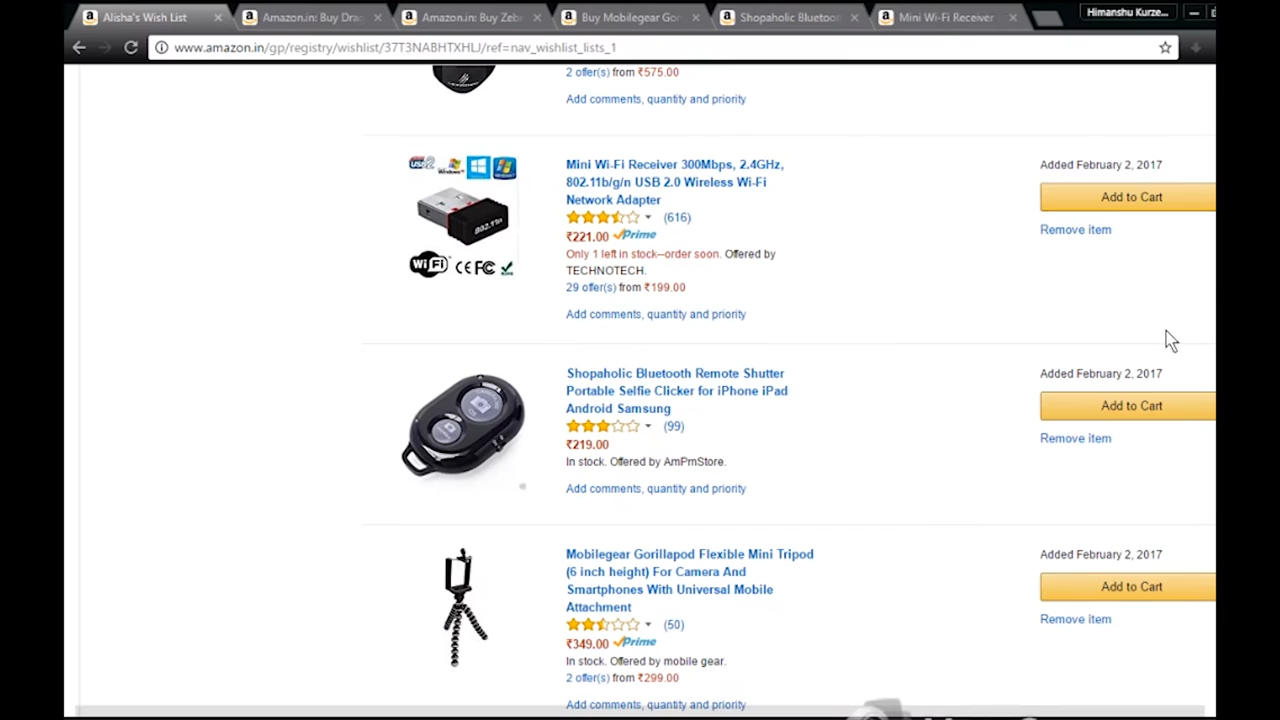 Alisha's Wish List
Amazon.in: Buy Drac
Amazon.in: Buy Zebr
Buy Mobilegear Gor
Shopaholic Bluetoot
Mini Wi-Fi Receiver
Himanshu Kurze...
www.amazon.in/gp/registry/wishlist/37T3NABHTXHLJ/ref=nav_wishlist_lists_1
2 offer(s) from ₹575.00
Add comments, quantity and priority
Mini Wi-Fi Receiver 300Mbps, 2.4GHz,
802.11b/g/n USB 2.0 Wireless Wi-Fi
Network Adapter
(616)
₹221.00 Prime
Only 1 left in stock--order soon. Offered by
TECHNOTECH.
29 offer(s) from ₹199.00
Add comments, quantity and priority
Added February 2, 2017
Add to Cart
Remove item
802.11n
WiFi CE FC
Shopaholic Bluetooth Remote Shutter
Portable Selfie Clicker for iPhone iPad
Android Samsung
(99)
₹219.00
In stock. Offered by AmPmStore.
Add comments, quantity and priority
Added February 2, 2017
Add to Cart
Remove item
Mobilegear Gorillapod Flexible Mini Tripod
(6 inch height) For Camera And
Smartphones With Universal Mobile
Attachment
(50)
₹349.00 Prime
In stock. Offered by mobile gear.
2 offer(s) from ₹299.00
Add comments, quantity and priority
Added February 2, 2017
Add to Cart
Remove item